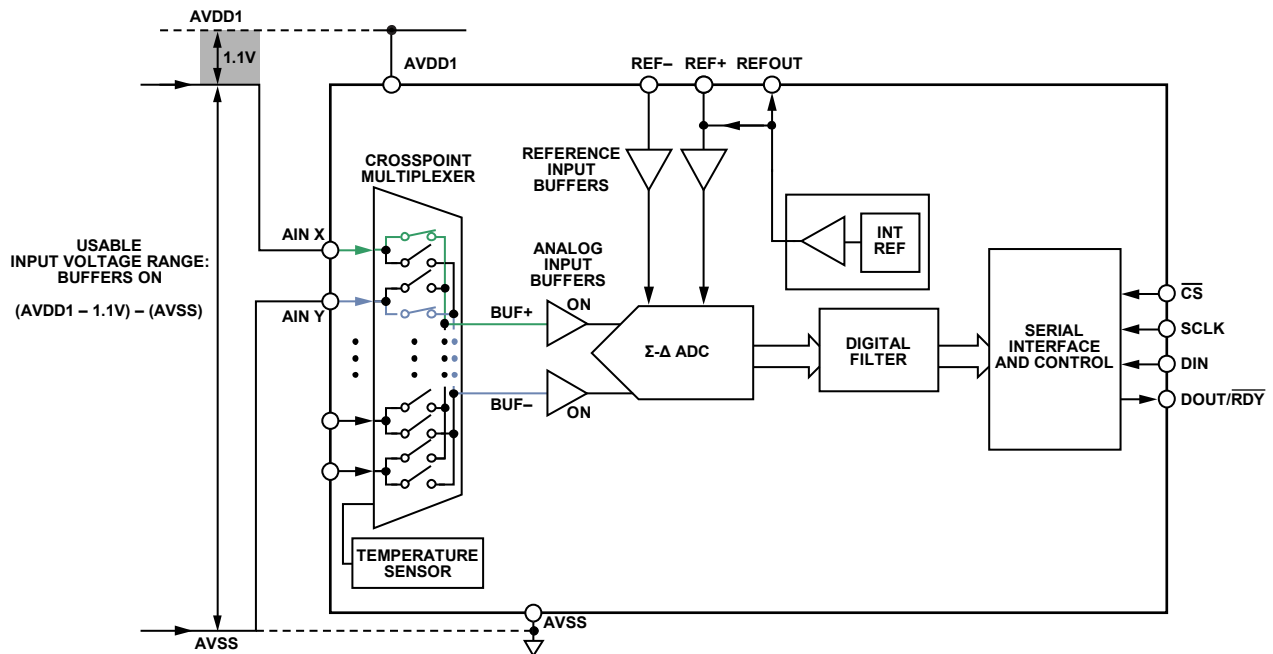 AVDD1
1.1V
AVDD1
REF–
REF+
REFOUT
CROSSPOINT
MULTIPLEXER
REFERENCE
INPUT
BUFFERS
INT
REF
USABLE
INPUT VOLTAGE RANGE:
BUFFERS ON
(AVDD1 – 1.1V) – (AVSS)
AIN X
AIN Y
ANALOG
INPUT
BUFFERS
BUF+
ON
BUF–
ON
Σ-Δ ADC
DIGITAL
FILTER
SERIAL
INTERFACE
AND CONTROL
C̅S̅
SCLK
DIN
DOUT/R̅D̅Y̅
TEMPERATURE
SENSOR
AVSS
AVSS